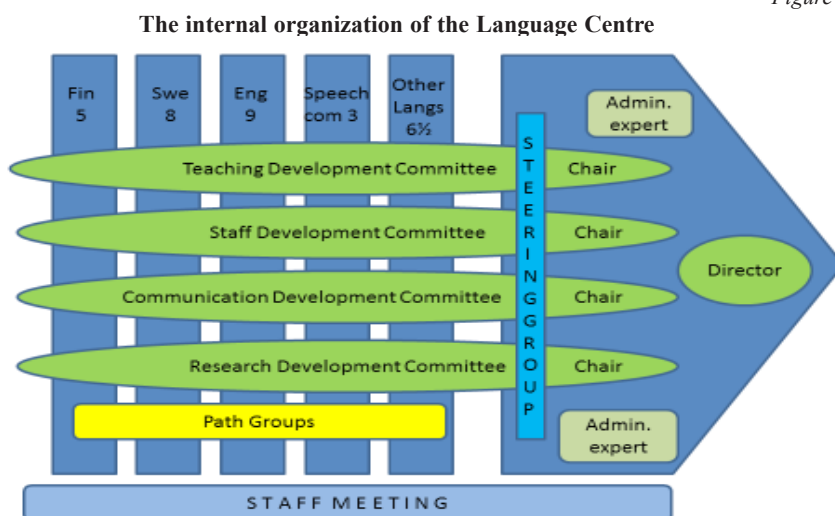 Figure
The internal organization of the Language Centre
Fin
5
Swe
8
Eng
9
Speech
com 3
Other
Langs
6½
Admin.
expert
STEERING GROUP
Teaching Development Committee
Chair
Staff Development Committee
Chair
Director
Communication Development Committee
Chair
Research Development Committee
Chair
Path Groups
Admin.
expert
STAFF MEETING